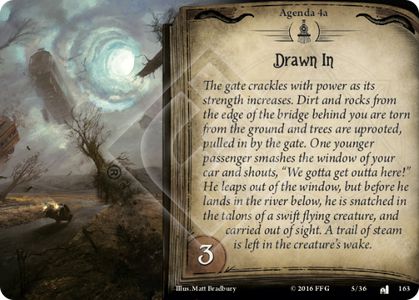 Agenda 4a
Drawn In
The gate crackles with power as its
strength increases. Dirt and rocks from
the edge of the bridge behind you are torn
from the ground and trees are uprooted,
pulled in by the gate. One younger
passenger smashes the window of your
car and shouts, “We gotta get outta here!”
He leaps out of the window, but before he
lands in the river below, he is snatched in
the talons of a swift flying creature, and
carried out of sight. A trail of steam
is left in the creature’s wake.
3
Illus. Matt Bradbury
© 2016 FFG
5/36
163